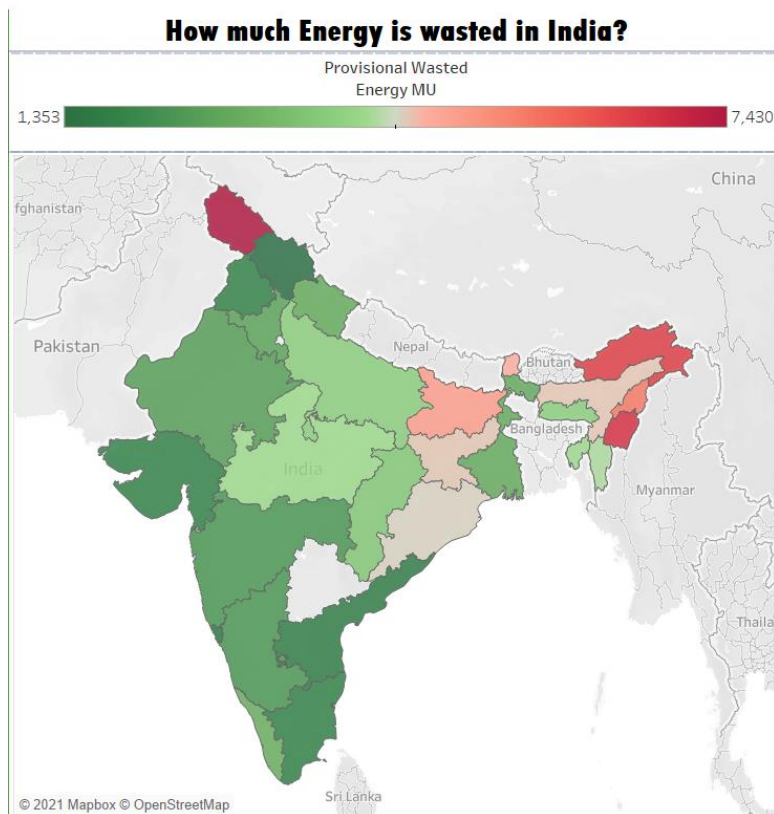 How much Energy is wasted in India?
Provisional Wasted
Energy MU
1,353
7,430
China
fghanistan
Pakistan
Nepal
Bhutan
Bangladesh
India
Myanmar
Thaila
Sri Lanka
© 2021 Mapbox © OpenStreetMap